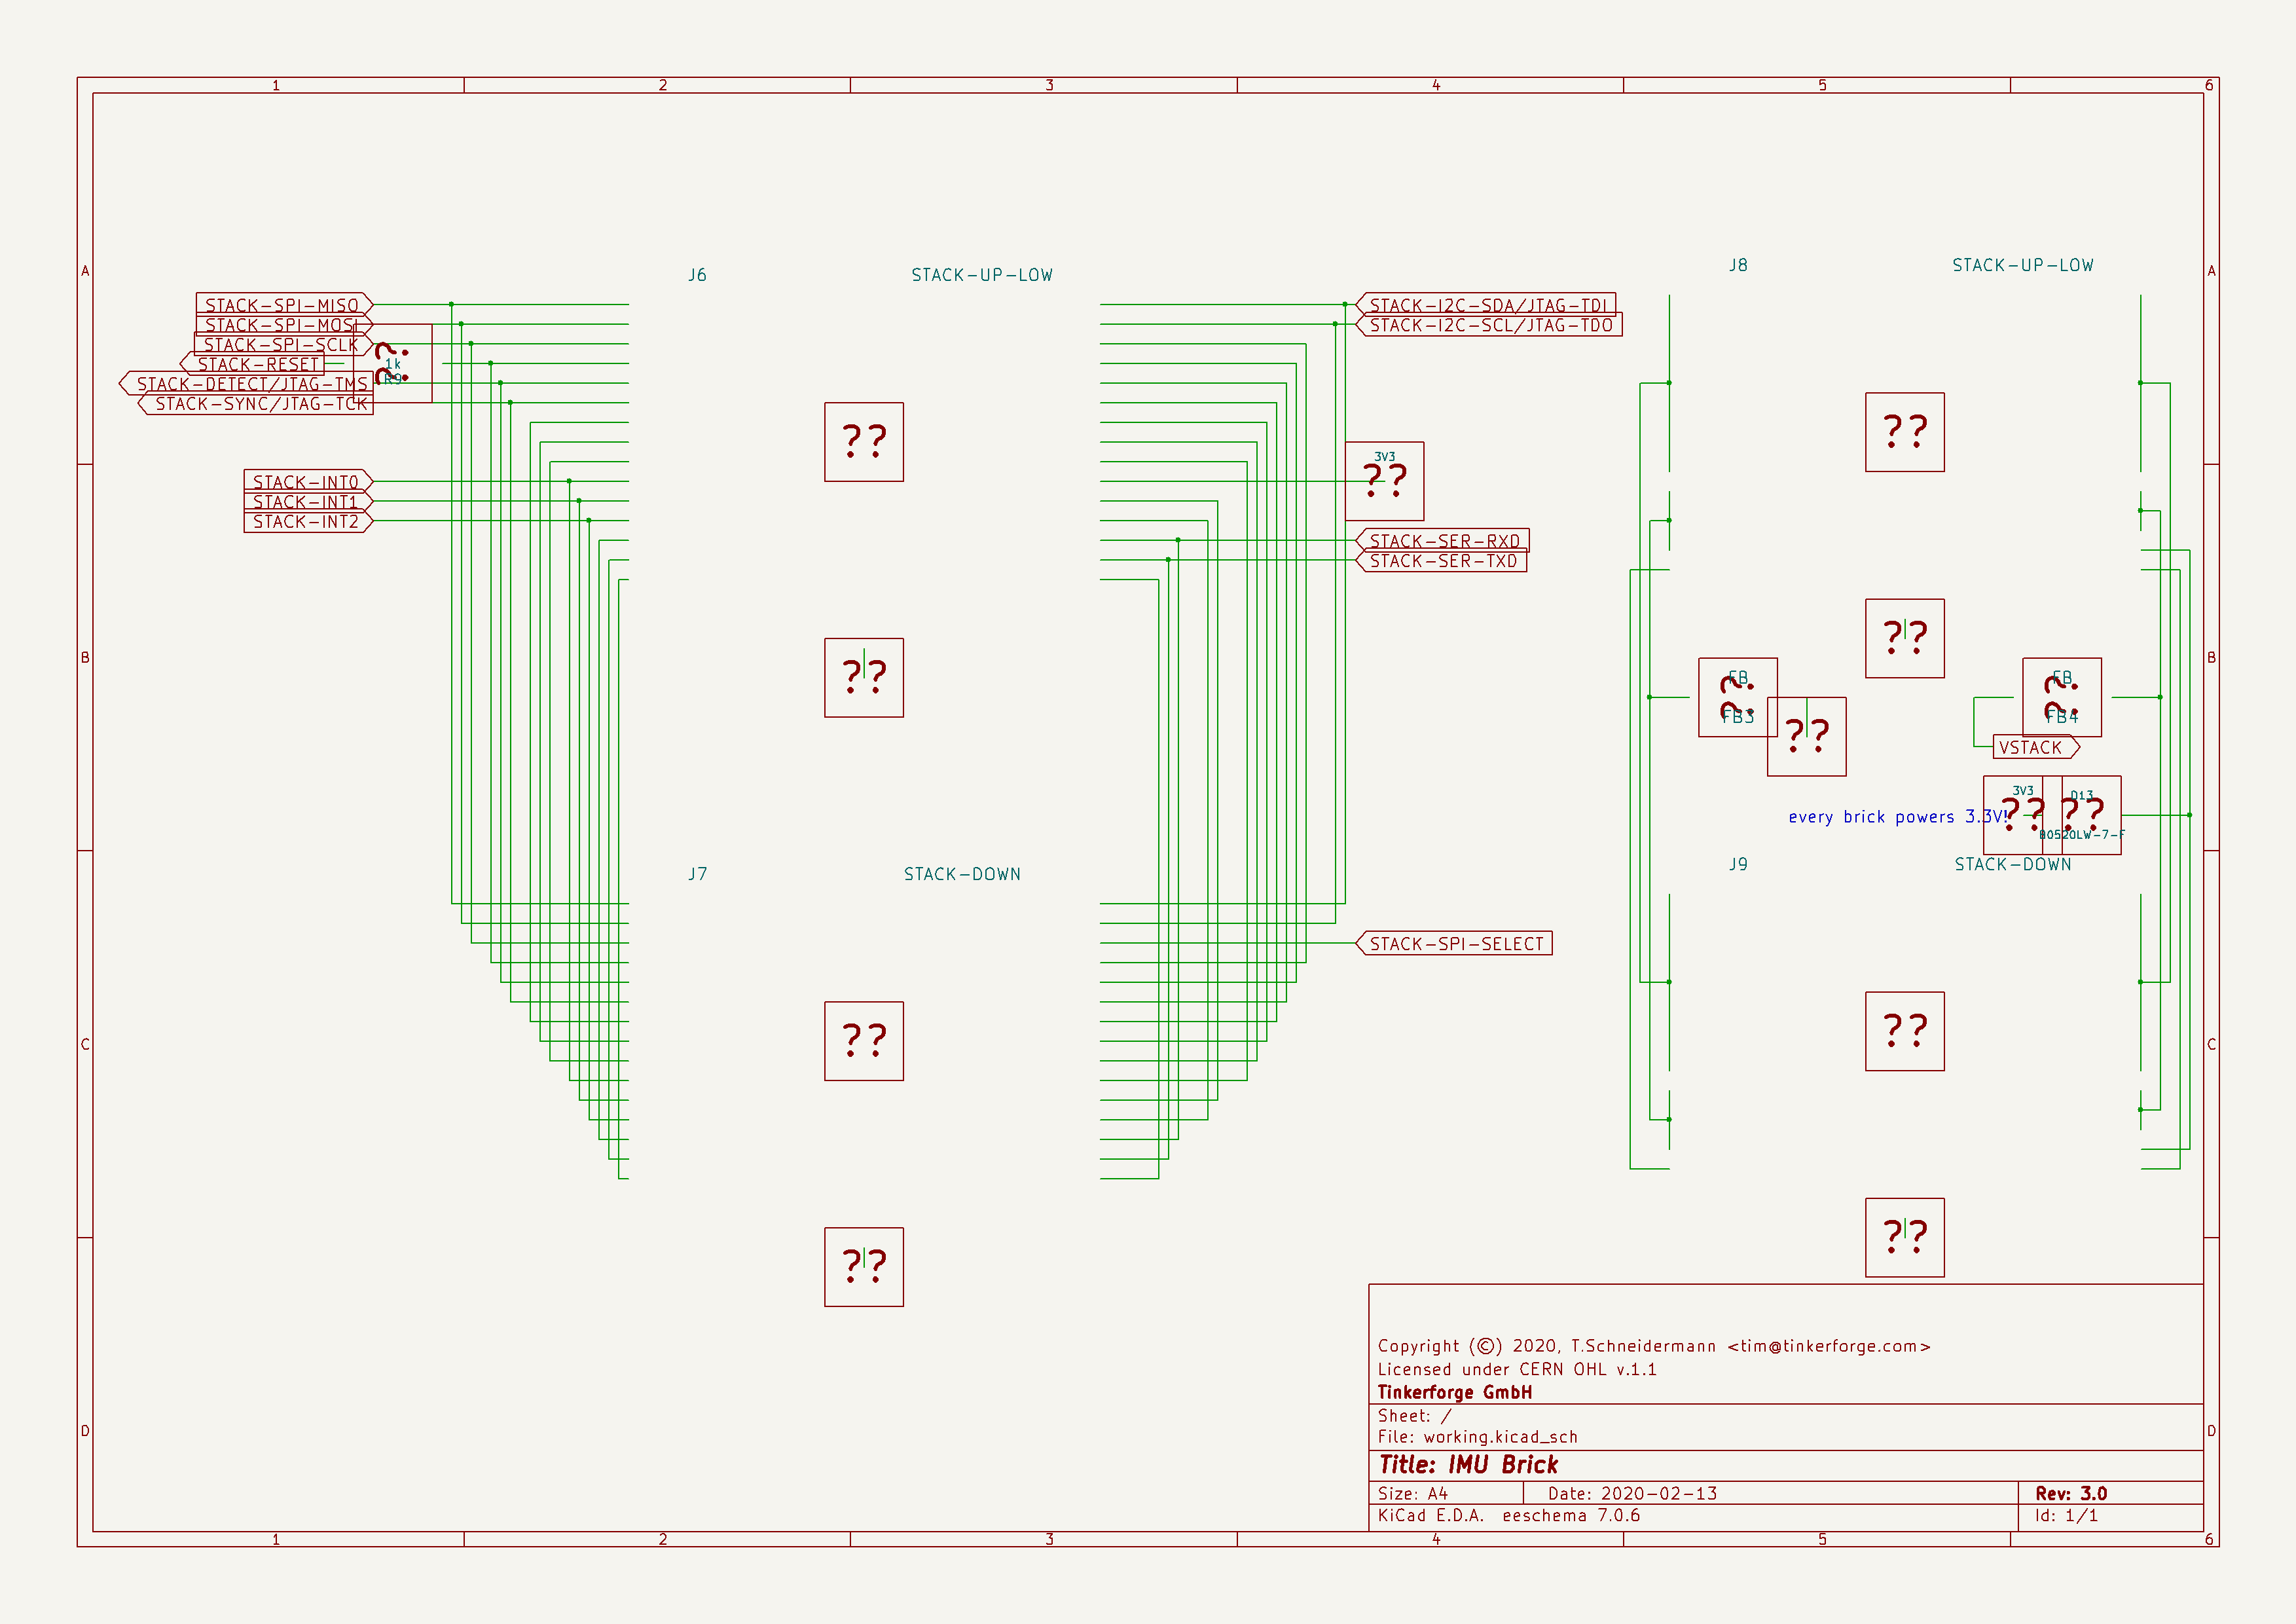 1 2 3 4 5 6
A A
J6 STACK-UP-LOW
J8 STACK-UP-LOW
STACK-SPI-MISO
STACK-SPI-MOSI
STACK-SPI-SCLK
STACK-RESET
STACK-DETECT/JTAG-TMS
STACK-SYNC/JTAG-TCK
??
1k
R9
STACK-I2C-SDA/JTAG-TDI
STACK-I2C-SCL/JTAG-TDO
??
??
STACK-INT0
STACK-INT1
STACK-INT2
3V3
??
STACK-SER-RXD
STACK-SER-TXD
B B
??
??
FB
??
FB3
??
FB
??
FB4
VSTACK
every brick powers 3.3V!
3V3
??
D13
??
B0520LW-7-F
J7 STACK-DOWN
J9 STACK-DOWN
STACK-SPI-SELECT
C C
??
??
??
??
D D
Copyright (©) 2020, T.Schneidermann <tim@tinkerforge.com>
Licensed under CERN OHL v.1.1
Tinkerforge GmbH
Sheet: /
File: working.kicad_sch
Title: IMU Brick
Size: A4 Date: 2020-02-13 Rev: 3.0
KiCad E.D.A. eeschema 7.0.6 Id: 1/1
1 2 3 4 5 6